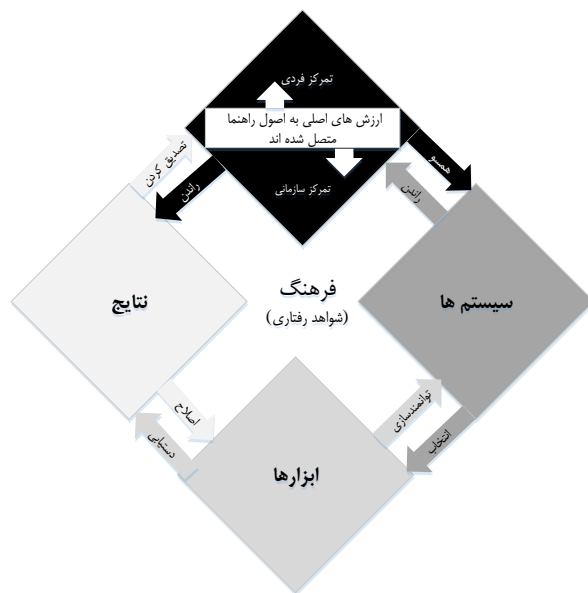 تمرکز فردی
ارزش های اصلی به اصول راهنما
متصل شده اند
تمرکز سازمانی
همسو
راندن
تصدیق کردن
راندن
فرهنگ
(شواهد رفتاری)
سیستم ها
نتایج
توانمندسازی
انتخاب
اصلاح
دستیابی
ابزارها